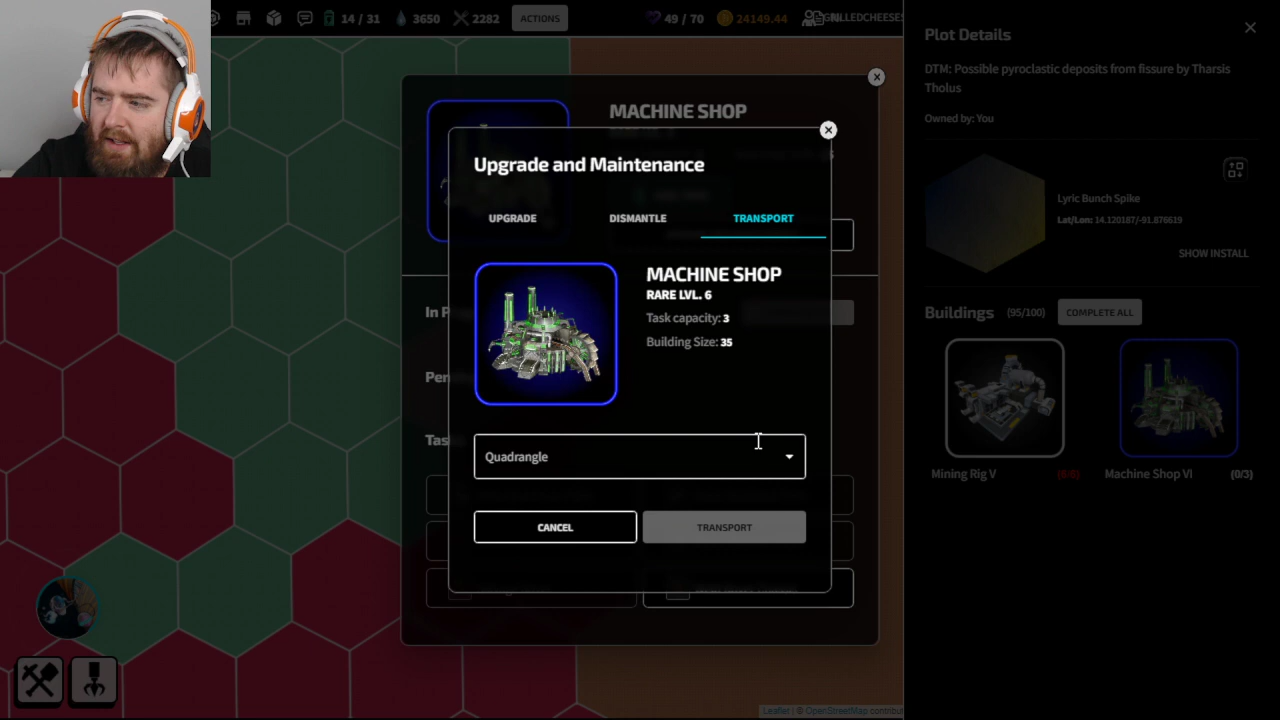 14 / 31
3650
2282
ACTIONS
49 / 70
24149.44
Plot Details
DTM: Possible pyroclastic deposits from fissure by Tharsis
Tholus
Owned by: You
MACHINE SHOP
Upgrade and Maintenance
UPGRADE
DISMANTLE
TRANSPORT
MACHINE SHOP
RARE LVL. 6
Task capacity: 3
Building Size: 35
Quadrangle
CANCEL
TRANSPORT
Lyric Bunch Spike
Lat/Lon: 14.120187/-91.876619
SHOW INSTALL
Buildings (95/100)
COMPLETE ALL
Mining Rig V
Machine Shop VI
(0/3)
Leaflet | © OpenStreetMap